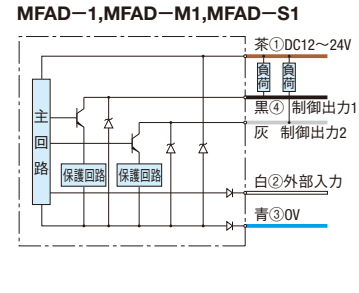 MFAD－1,MFAD－M1,MFAD－S1
茶①DC12～24V
負荷 負荷
黒④ 制御出力1
灰 制御出力2
主回路
保護回路 保護回路
白②外部入力
青③0V